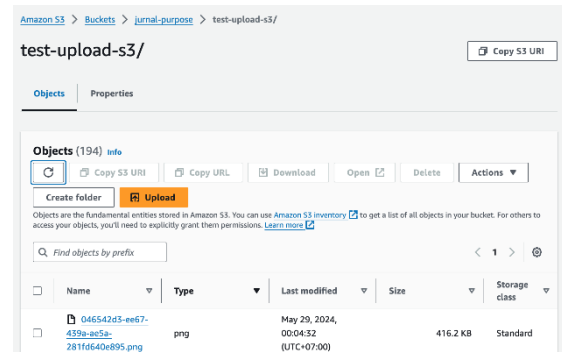 Amazon S3 > Buckets > jurnal-purpose > test-upload-s3/
test-upload-s3/
Copy S3 URI
Objects Properties
Objects (194) Info
Copy S3 URI Copy URL Download Open Delete Actions
Create folder Upload
Objects are the fundamental entities stored in Amazon S3. You can use Amazon S3 inventory to get a list of all objects in your bucket. For others to
access your objects, you'll need to explicitly grant them permissions. Learn more
Find objects by prefix
< 1 >
Name Type Last modified Size Storage class
046542d3-ee67-
439a-ae5a-
281fd640e895.png
png
May 29, 2024,
00:04:32
(UTC+07:00)
416.2 KB
Standard